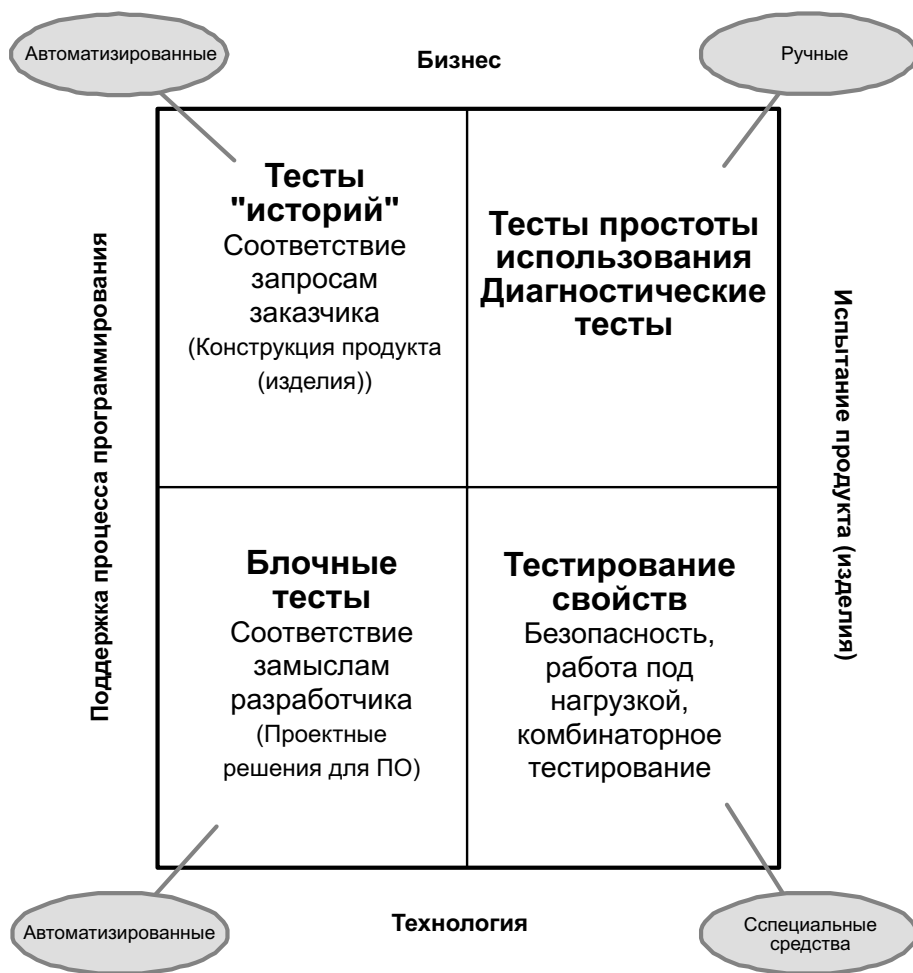 Автоматизированные
Бизнес
Ручные
Тесты
"историй"
Соответствие
запросам
заказчика
(Конструкция продукта
(изделия))
Тесты простоты
использования
Диагностические
тесты
Поддержка процесса программирования
Испытание продукта (изделия)
Блочные
тесты
Соответствие
замыслам
разработчика
(Проектные
решения для ПО)
Тестирование
свойств
Безопасность,
работа под
нагрузкой,
комбинаторное
тестирование
Автоматизированные
Технология
Сспециальные
средства